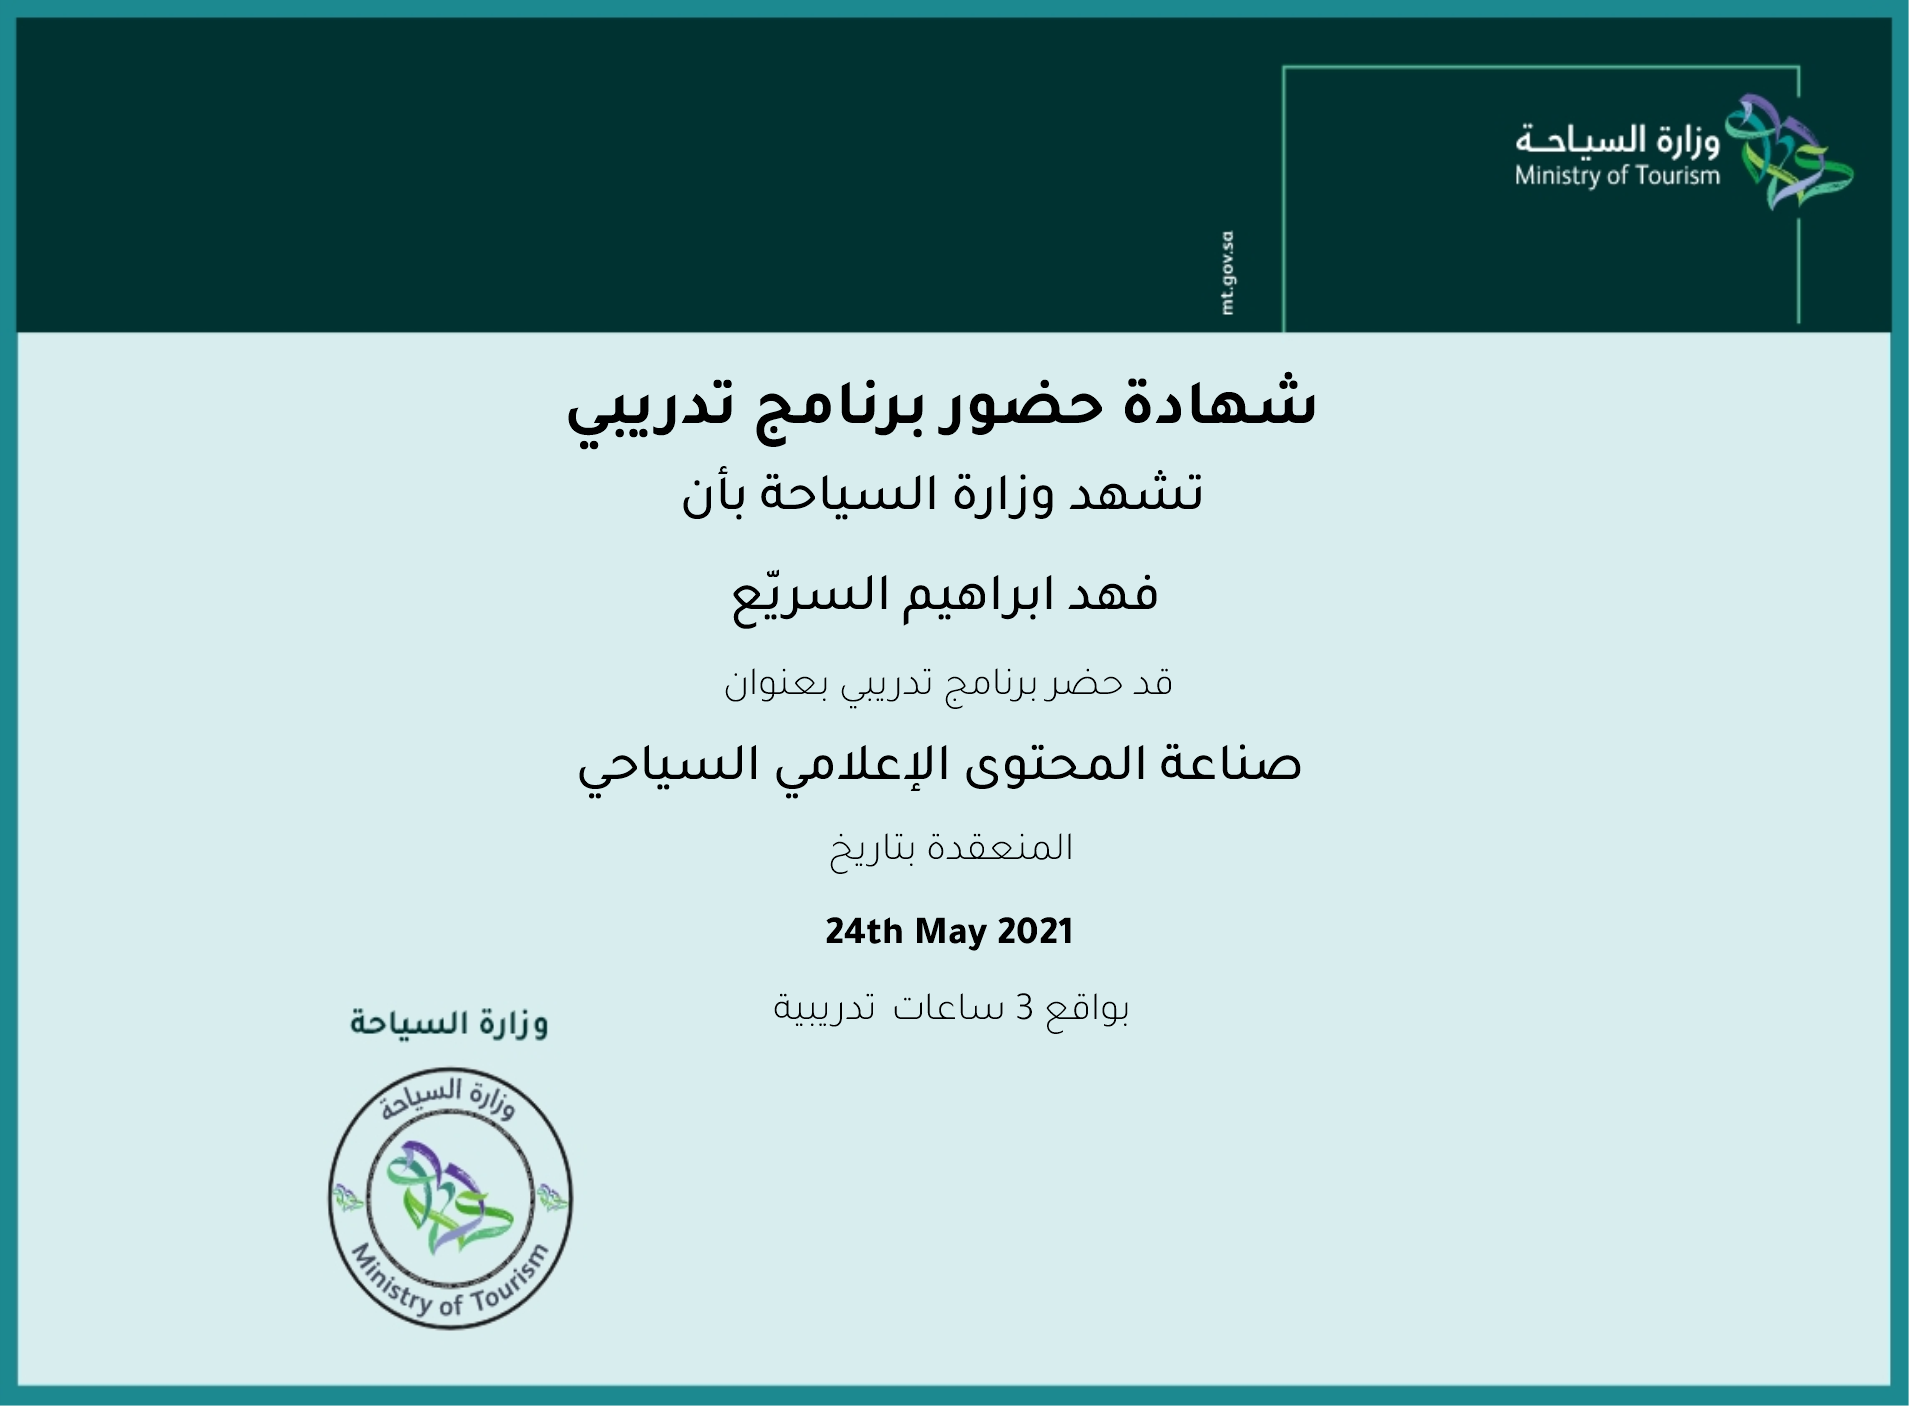 وزارة السياحـة
Ministry of Tourism
mt.gov.sa
شهادة حضور برنامج تدريبي
تشهد وزارة السياحة بأن
فهد ابراهيم السريّع
قد حضر برنامج تدريبي بعنوان
صناعة المحتوى الإعلامي السياحي
المنعقدة بتاريخ
24th May 2021
بواقع 3 ساعات تدريبية
وزارة السياحة
وزارة السياحة
Ministry of Tourism